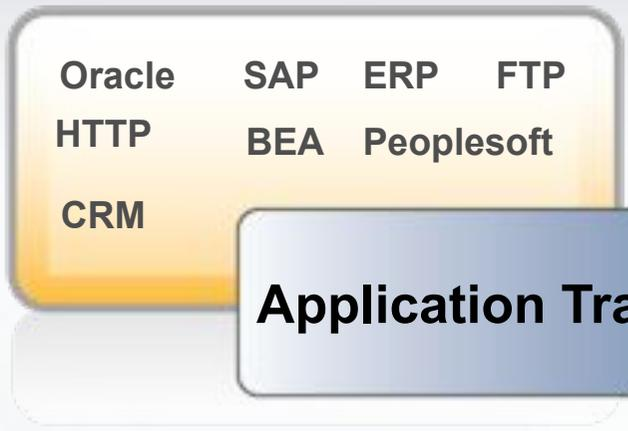 Oracle SAP ERP FTP
HTTP BEA Peoplesoft
CRM
Application Tra